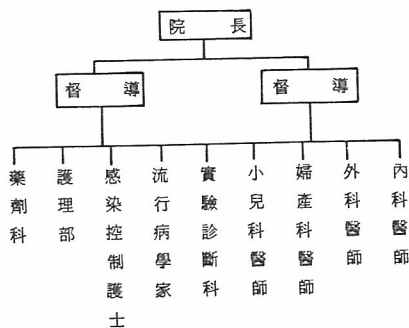 院長
督導
督導
藥劑科
護理部
感染控制護士
流行病學家
實驗診斷科
小兒科醫師
婦產科醫師
外科醫師
內科醫師